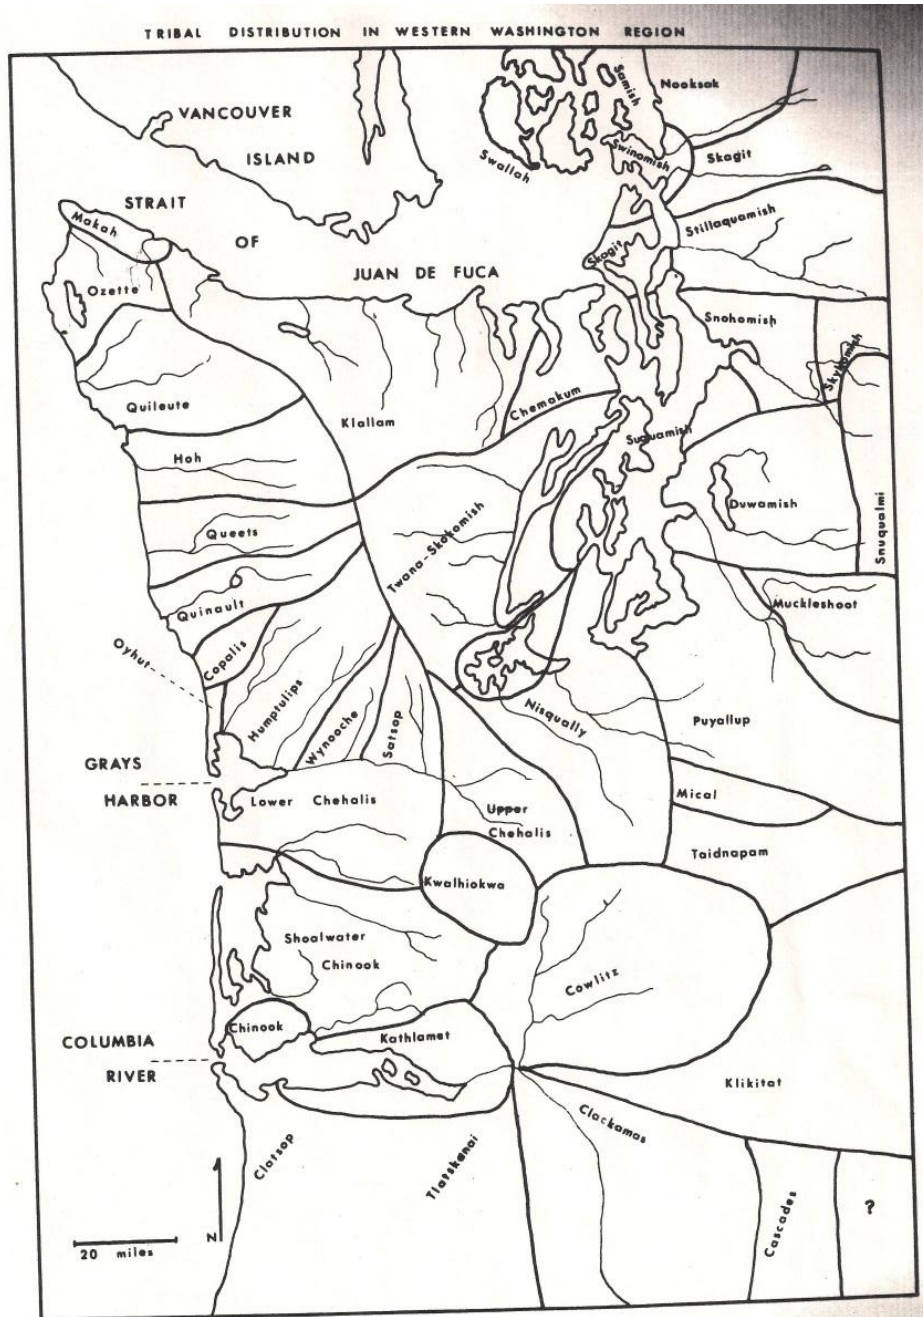 TRIBAL DISTRIBUTION IN WESTERN WASHINGTON REGION
VANCOUVER
ISLAND
Samish
Nooksak
Swallah
Swinomish
Skagit
STRAIT
OF
JUAN DE FUCA
Makah
Ozette
Skagit
Stillaquamish
Snohomish
Skykomish
Quileute
Klallam
Chemakum
Suquamish
Hoh
Duwamish
Snuqualmi
Queets
Twana-Skokomish
Quinault
Muckleshoot
Copalis
Oyhut
Humptulips
Wynooche
Satsop
Nisqually
Puyallup
GRAYS
HARBOR
Lower Chehalis
Upper
Chehalis
Mical
Taidnapam
Kwalhiokwa
Shoalwater
Chinook
Cowlitz
Chinook
Kathlamet
COLUMBIA
RIVER
Klikitat
Clatsop
Tlatskanai
Clackamas
Cascades
?
N
20 miles